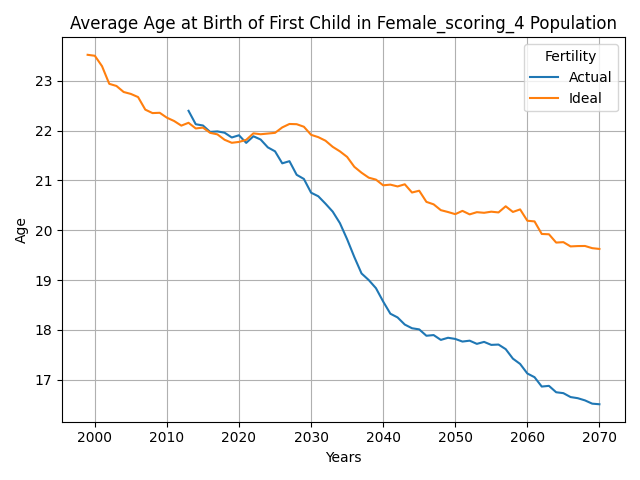 Average Age at Birth of First Child in Female_scoring_4 Population
Fertility
Actual
Ideal
Age
23
22
21
20
19
18
17
2000 2010 2020 2030 2040 2050 2060 2070
Years